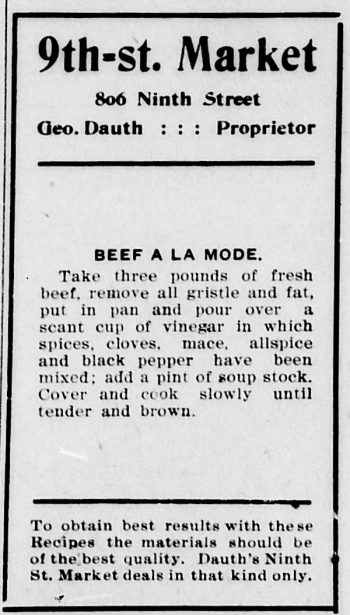 9th-st. Market
806 Ninth Street
Geo. Dauth : : : Proprietor
BEEF A LA MODE.
Take three pounds of fresh
beef, remove all gristle and fat,
put in pan and pour over a
scant cup of vinegar in which
spices, cloves, mace, allspice
and black pepper have been
mixed; add a pint of soup stock.
Cover and cook slowly until
tender and brown.
To obtain best results with these
Recipes the materials should be
of the best quality. Dauth's Ninth
St. Market deals in that kind only.